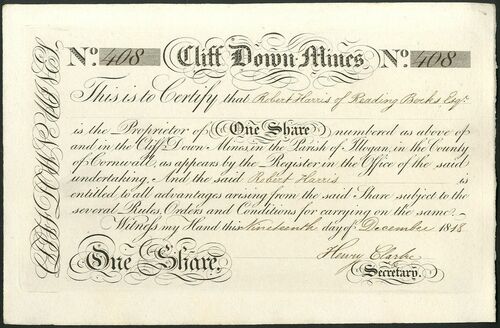 CLIFF DOWN MINES
No. 408 Cliff Down Mines, No. 408
This is to Certify that Robert Harris of Reading Berks Esqr.
is the Proprietor of One Share numbered as above of
and in the Cliff Down Mines, in the Parish of Illogan, in the County
of Cornwall, as appears by the Register in the Office of the said
undertaking. And the said Robert Harris is
entitled to all advantages arising from the said Share subject to the
several Rules, Orders and Conditions for carrying on the same.
Witness my Hand this Nineteenth day of December 1848
Henry Clarke
One Share, Secretary.